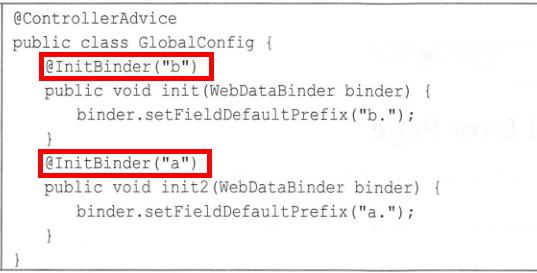 @ControllerAdvice
public class GlobalConfig {
@InitBinder("b")
public void init(WebDataBinder binder) {
binder.setFieldDefaultPrefix("b.");
}
@InitBinder("a")
public void init2(WebDataBinder binder) {
binder.setFieldDefaultPrefix("a.");
}
}